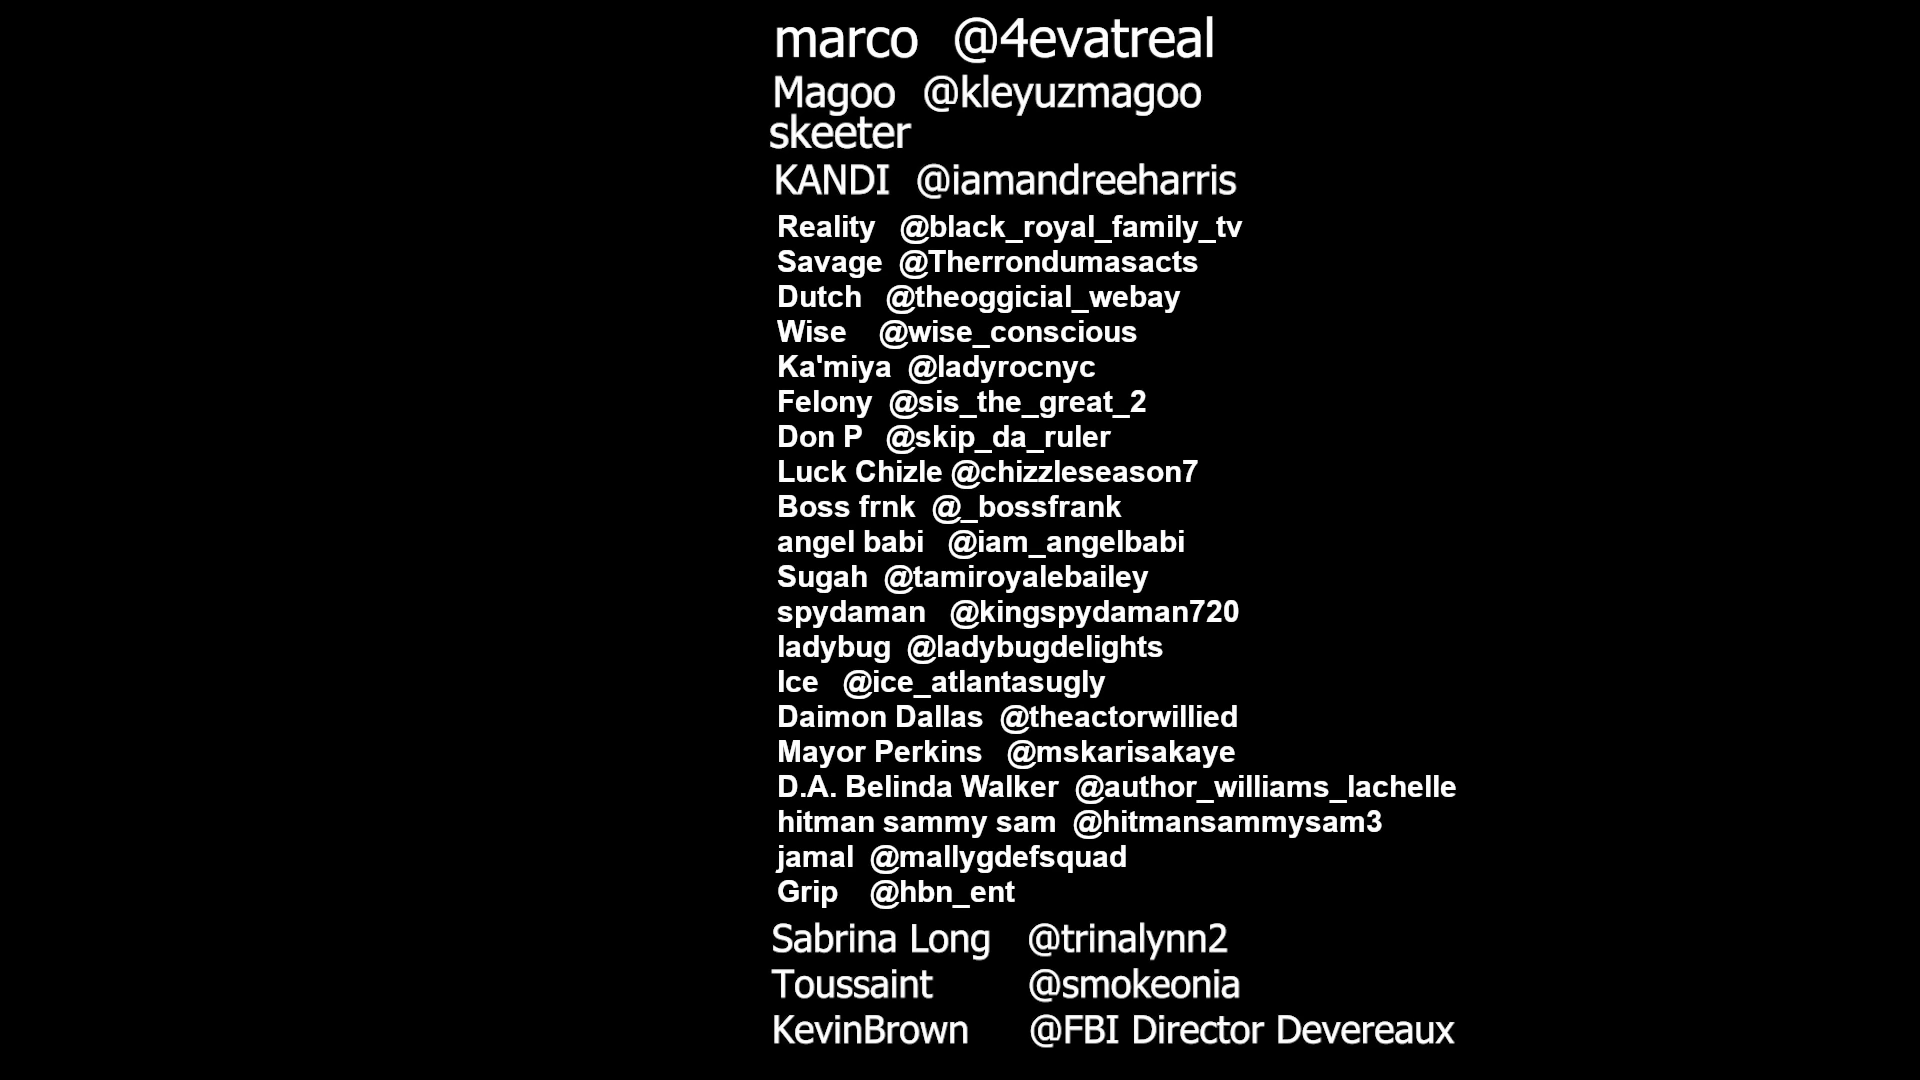 marco @4evatreal
Magoo @kleyuzmagoo
skeeter
KANDI @iamandreeharris
Reality @black_royal_family_tv
Savage @Therrondumasacts
Dutch @theoggicial_webay
Wise @wise_conscious
Ka'miya @ladyrocnyc
Felony @sis_the_great_2
Don P @skip_da_ruler
Luck Chizle @chizzleseason7
Boss frnk @_bossfrank
angel babi @iam_angelbabi
Sugah @tamiroyalebailey
spydaman @kingspydaman720
ladybug @ladybugdelights
Ice @ice_atlantasugly
Daimon Dallas @theactorwillied
Mayor Perkins @mskarisakaye
D.A. Belinda Walker @author_williams_lachelle
hitman sammy sam @hitmansammysam3
jamal @mallygdefsquad
Grip @hbn_ent
Sabrina Long @trinalynn2
Toussaint @smokeonia
KevinBrown @FBI Director Devereaux